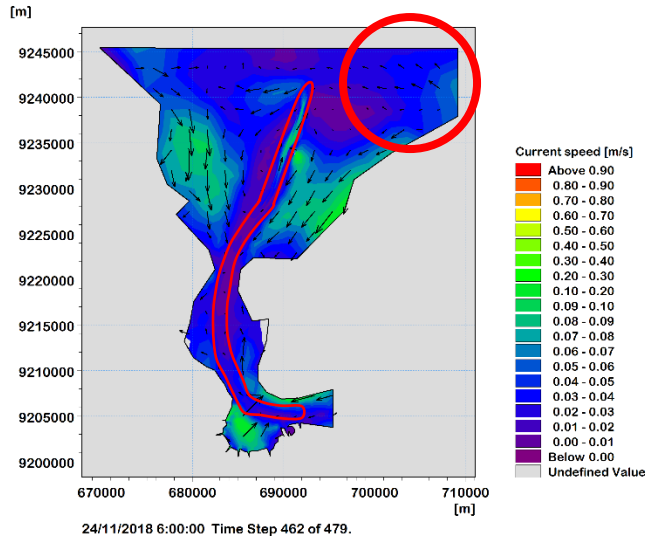 [m]
9245000
9240000
9235000
9230000
9225000
9220000
9215000
9210000
9205000
9200000
670000 680000 690000 700000 710000
[m]
24/11/2018 6:00:00 Time Step 462 of 479.
Current speed [m/s]
Above 0.90
0.80 - 0.90
0.70 - 0.80
0.60 - 0.70
0.50 - 0.60
0.40 - 0.50
0.30 - 0.40
0.20 - 0.30
0.10 - 0.20
0.09 - 0.10
0.08 - 0.09
0.07 - 0.08
0.06 - 0.07
0.05 - 0.06
0.04 - 0.05
0.03 - 0.04
0.02 - 0.03
0.01 - 0.02
0.00 - 0.01
Below 0.00
Undefined Value